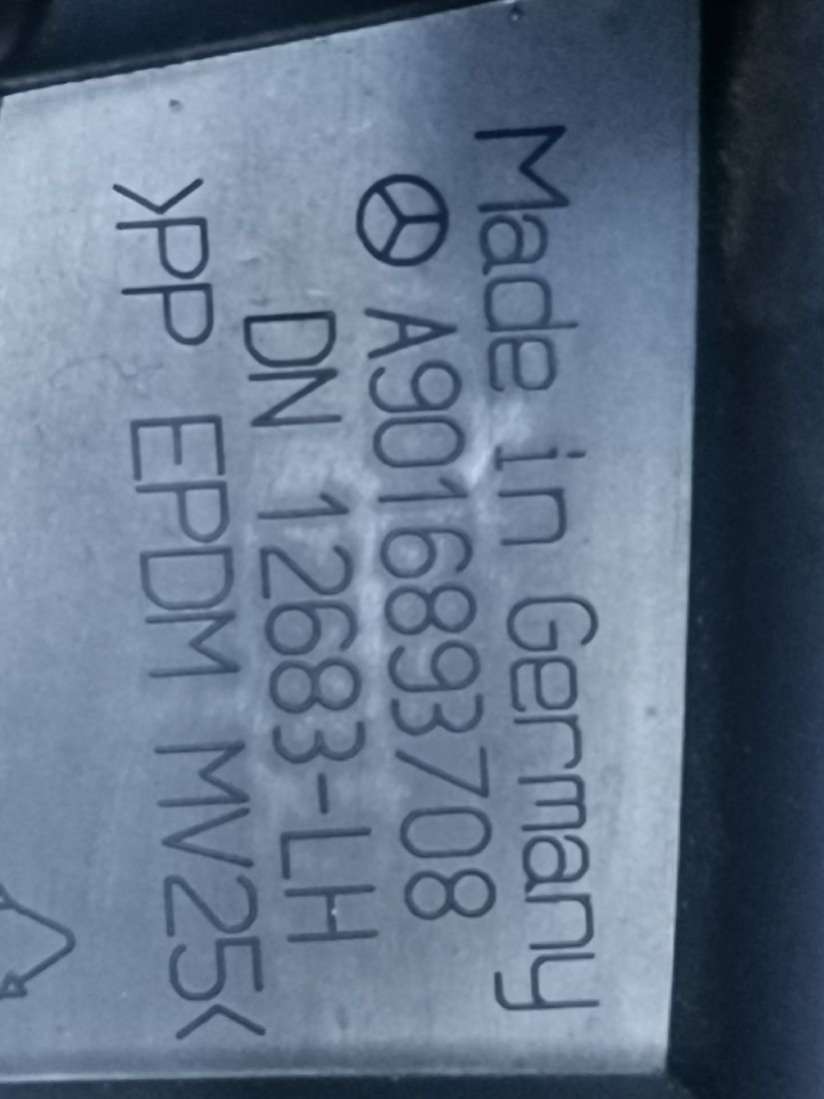 Made in Germany
A9016893708
DN 12683-LH
>PP EPDM MV25<